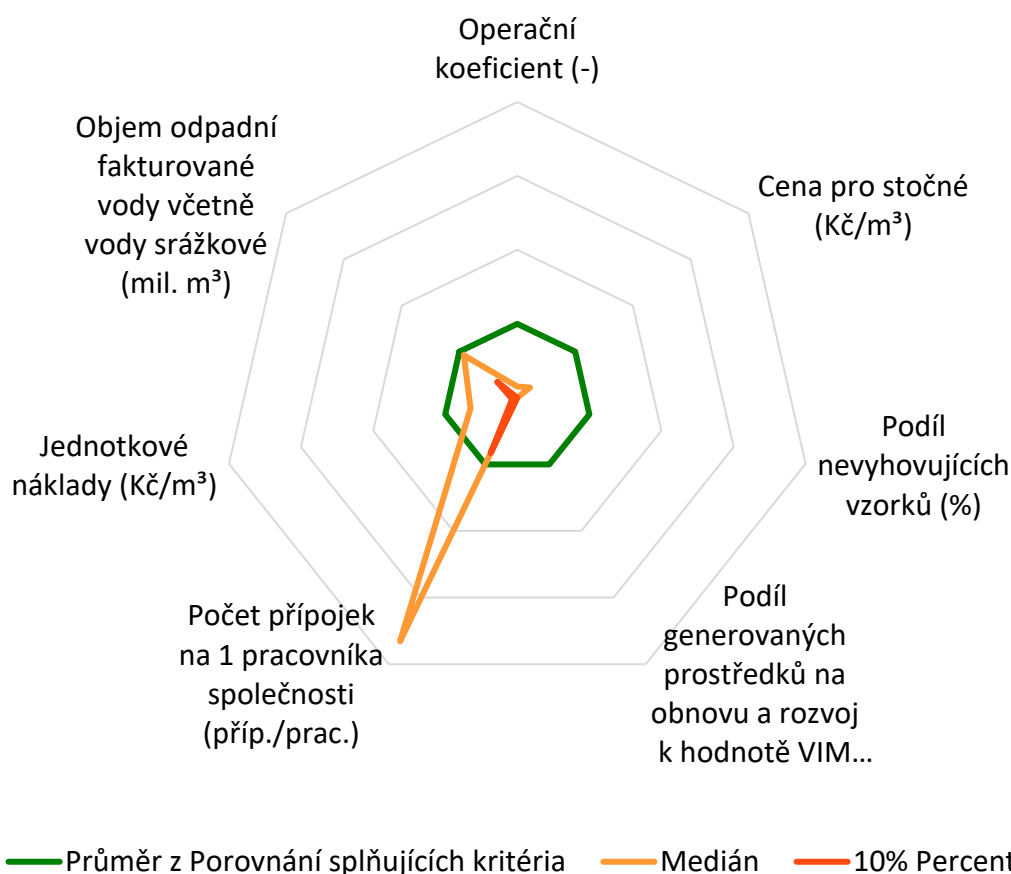 Operační
koeficient (-)
Cena pro stočné
(Kč/m³)
Podíl
nevyhovujících
vzorků (%)
Podíl
generovaných
prostředků na
obnovu a rozvoj
k hodnotě VIM...
Počet přípojek
na 1 pracovníka
společnosti
(příp./prac.)
Jednotkové
náklady (Kč/m³)
Objem odpadní
fakturované
vody včetně
vody srážkové
(mil. m³)
Průměr z Porovnání splňujících kritéria Medián 10% Percent